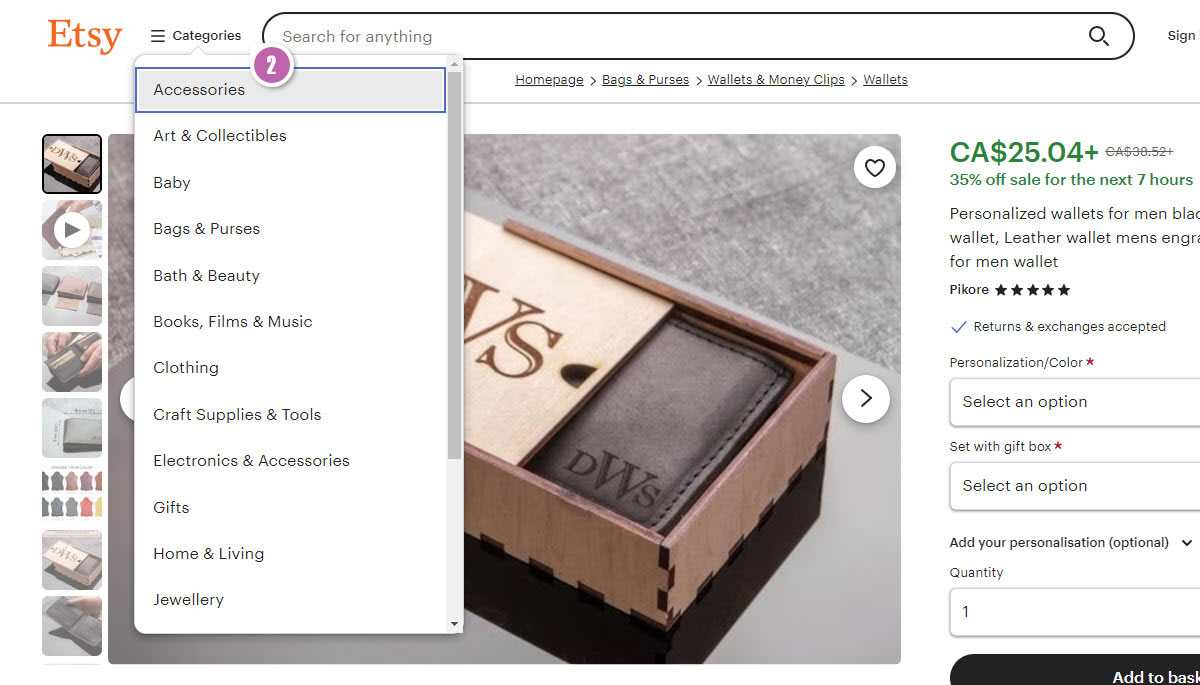 Etsy
Categories
Search for anything
Sign
2
Homepage > Bags & Purses > Wallets & Money Clips > Wallets
Accessories
Art & Collectibles
Baby
Bags & Purses
Bath & Beauty
Books, Films & Music
Clothing
Craft Supplies & Tools
Electronics & Accessories
Gifts
Home & Living
Jewellery
DWS
CA$25.04+ CA$38.52+
35% off sale for the next 7 hours
Personalized wallets for men
wallet, Leather wallet mens
for men wallet
Pikore ★★★★★
Returns & exchanges accepted
Personalization/Color *
Select an option
Set with gift box *
Select an option
Add your personalisation (optional)
Quantity
1
Add to